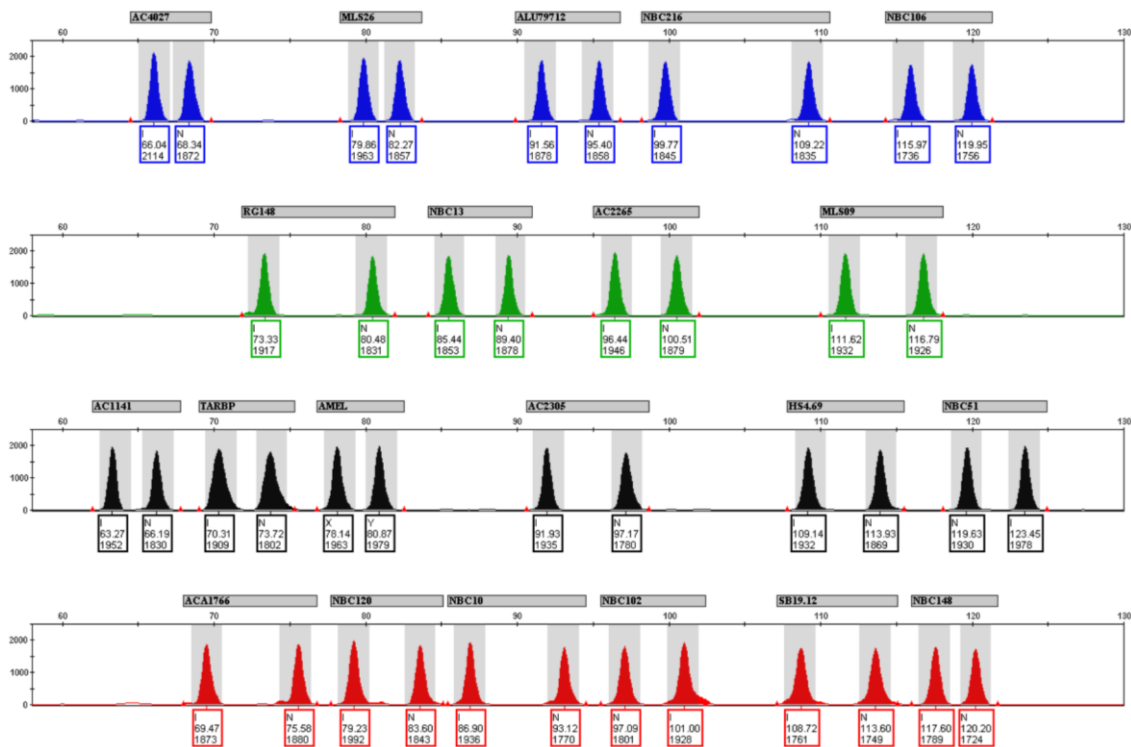 AC4027 MLS26 ALU79712 NBC216 NBC106
60 70 80 90 100 110 120 130
2000
1000
0
I N I N I N I N I N
66.04 68.34 79.86 82.27 91.56 95.40 99.77 109.22 115.97 119.95
2114 1872 1963 1857 1878 1858 1845 1835 1736 1756
RG148 NBC13 AC2265 MLS09
60 70 80 90 100 110 120 130
2000
1000
0
I N I N I N I N
73.33 80.48 85.44 89.40 96.44 100.51 111.62 116.79
1917 1831 1853 1878 1946 1879 1932 1926
AC1141 TARBP AMEL AC2305 HS4.69 NBC51
60 70 80 90 100 110 120 130
2000
1000
0
I N I N X Y I N I N N I
63.27 66.19 70.31 73.72 78.14 80.87 91.93 97.17 109.14 113.93 119.63 123.45
1952 1830 1909 1802 1963 1979 1935 1780 1932 1869 1930 1978
ACA1766 NBC120 NBC10 NBC102 SB19.12 NBC148
60 70 80 90 100 110 120 130
2000
1000
0
I N I N I N N I I N I N
69.47 75.58 79.23 83.60 86.90 93.12 97.09 101.00 108.72 113.60 117.60 120.20
1873 1880 1992 1843 1936 1770 1801 1928 1761 1749 1789 1724